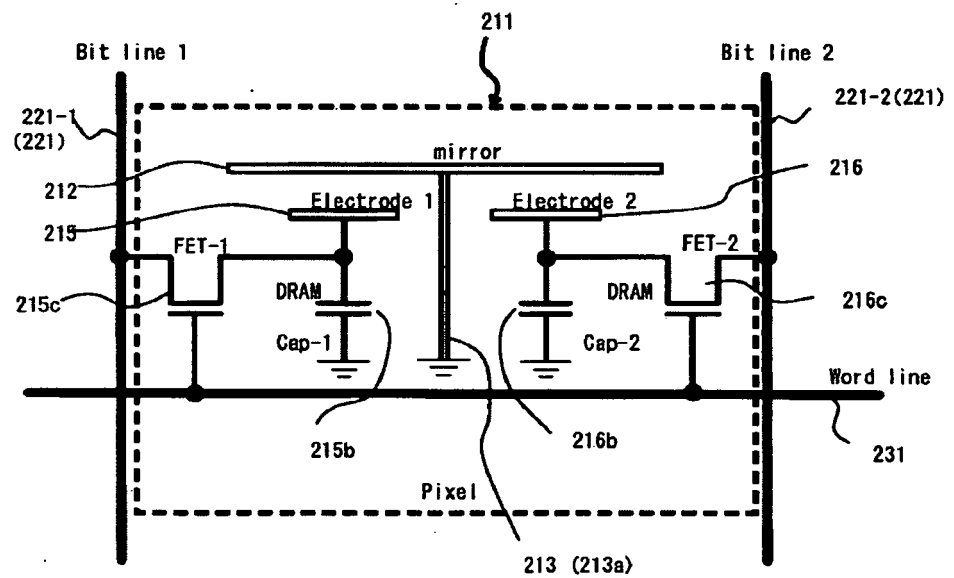 211
Bit line 1
Bit line 2
221-1
(221)
221-2(221)
mirror
212
216
Electrode 1
Electrode 2
215
FET-1
FET-2
DRAM
DRAM
215c
216c
Cap-1
Cap-2
Word line
215b
216b
231
Pixel
213 (213a)